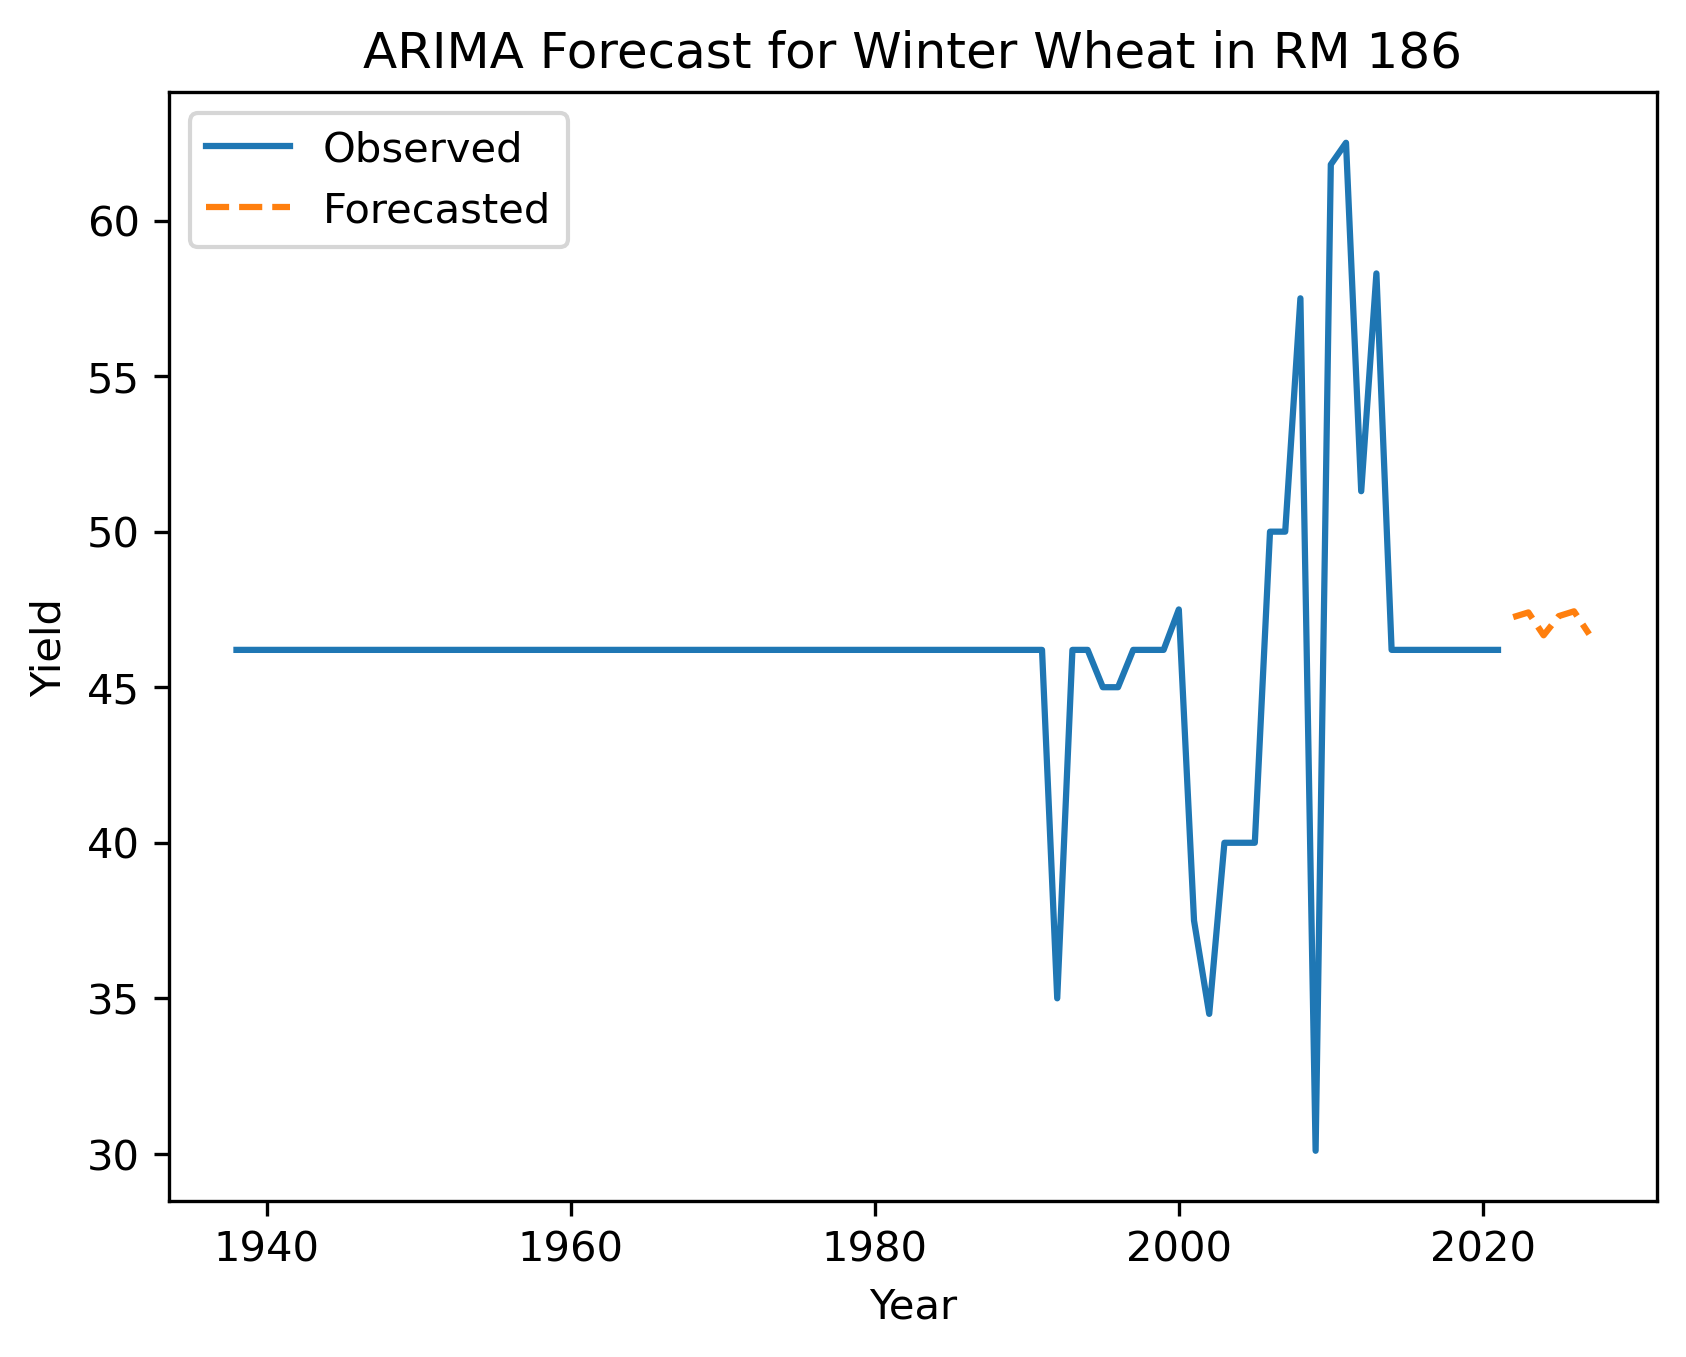 ARIMA Forecast for Winter Wheat in RM 186
Observed
Forecasted
60
55
50
45
40
35
30
Yield
1940 1960 1980 2000 2020
Year